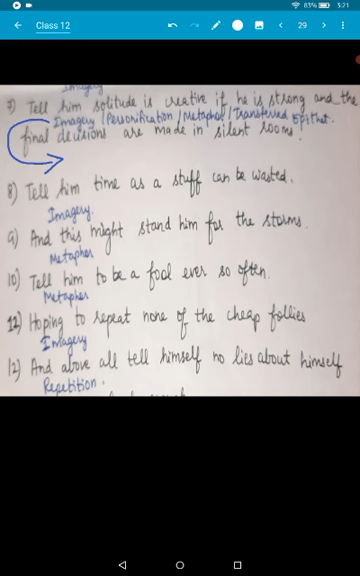 83% 3:21
Class 12
29
Imagery
7) Tell him solitude is creative if he is strong and the
Imagery / Personification / Metaphor / Transferred Epithet.
final decisions are made in silent rooms.
8) Tell him time as a stuff can be wasted.
Imagery.
9) And this might stand him for the storms.
Metaphor
10) Tell him to be a fool ever so often.
Metaphor
11) Hoping to repeat none of the cheap follies
Imagery
12) And above all tell himself no lies about himself
Repetition.